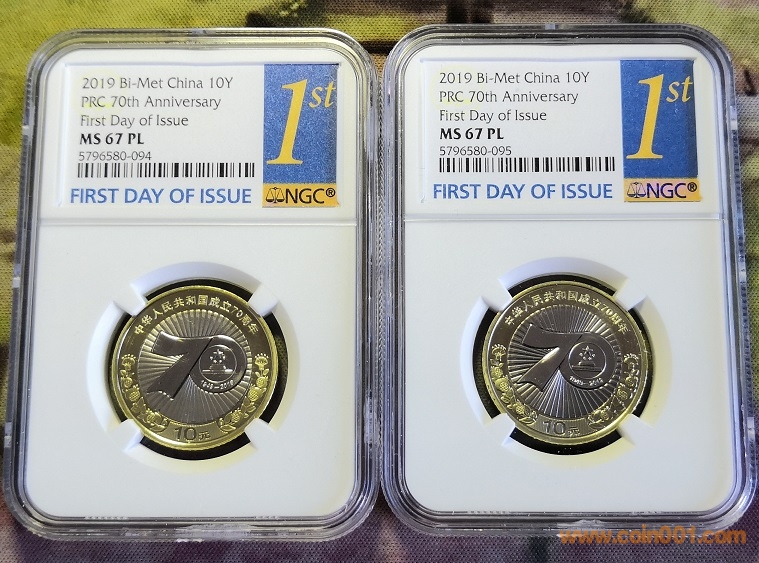 2019 Bi-Met China 10Y
PRC 70th Anniversary
First Day of Issue
MS 67 PL
5796580-094
FIRST DAY OF ISSUE
1st
NGC®
中华人民共和国成立70周年
70
1949-2019
10元
2019 Bi-Met China 10Y
PRC 70th Anniversary
First Day of Issue
MS 67 PL
5796580-095
FIRST DAY OF ISSUE
1st
NGC®
中华人民共和国成立70周年
70
1949-2019
10元
www.coin001.com